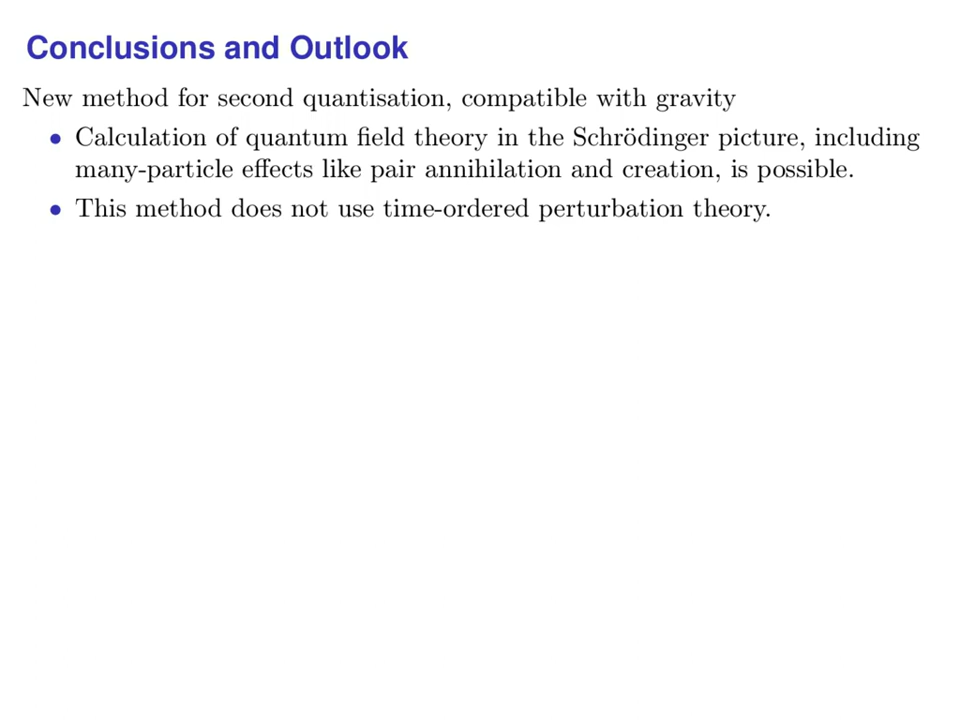 Conclusions and Outlook
New method for second quantisation, compatible with gravity
• Calculation of quantum field theory in the Schrödinger picture, including
many-particle effects like pair annihilation and creation, is possible.
• This method does not use time-ordered perturbation theory.